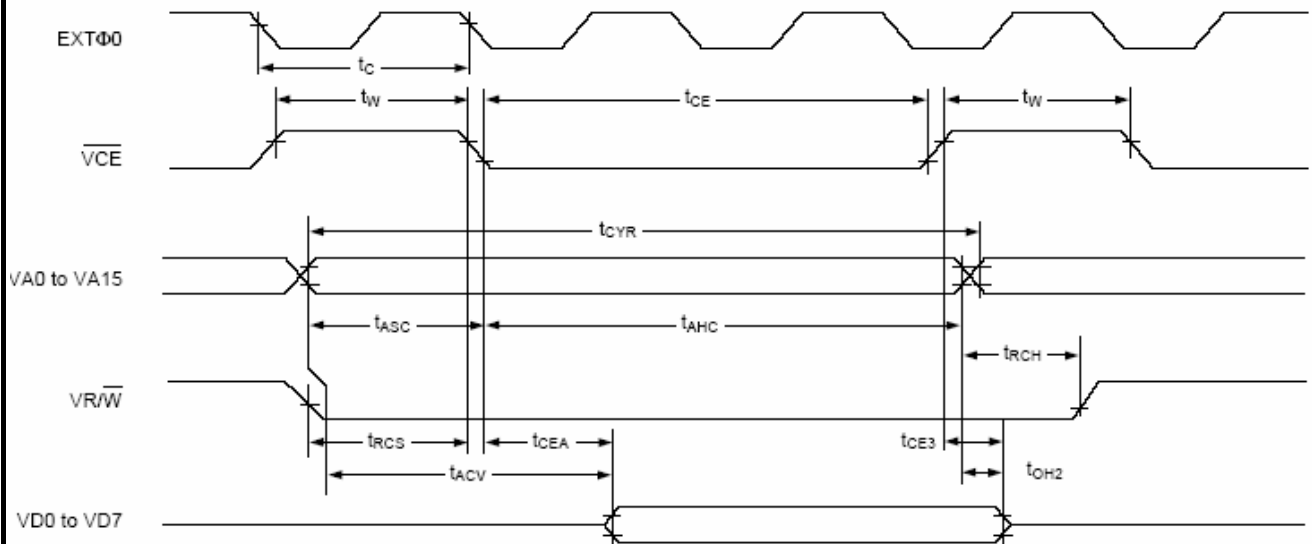 EXTΦ0
tC
tW tCE tW
VCE
tCYR
VA0 to VA15
tASC tAHC
tRCH
VR/W
tRCS tCEA tCE3
tACV tOH2
VD0 to VD7